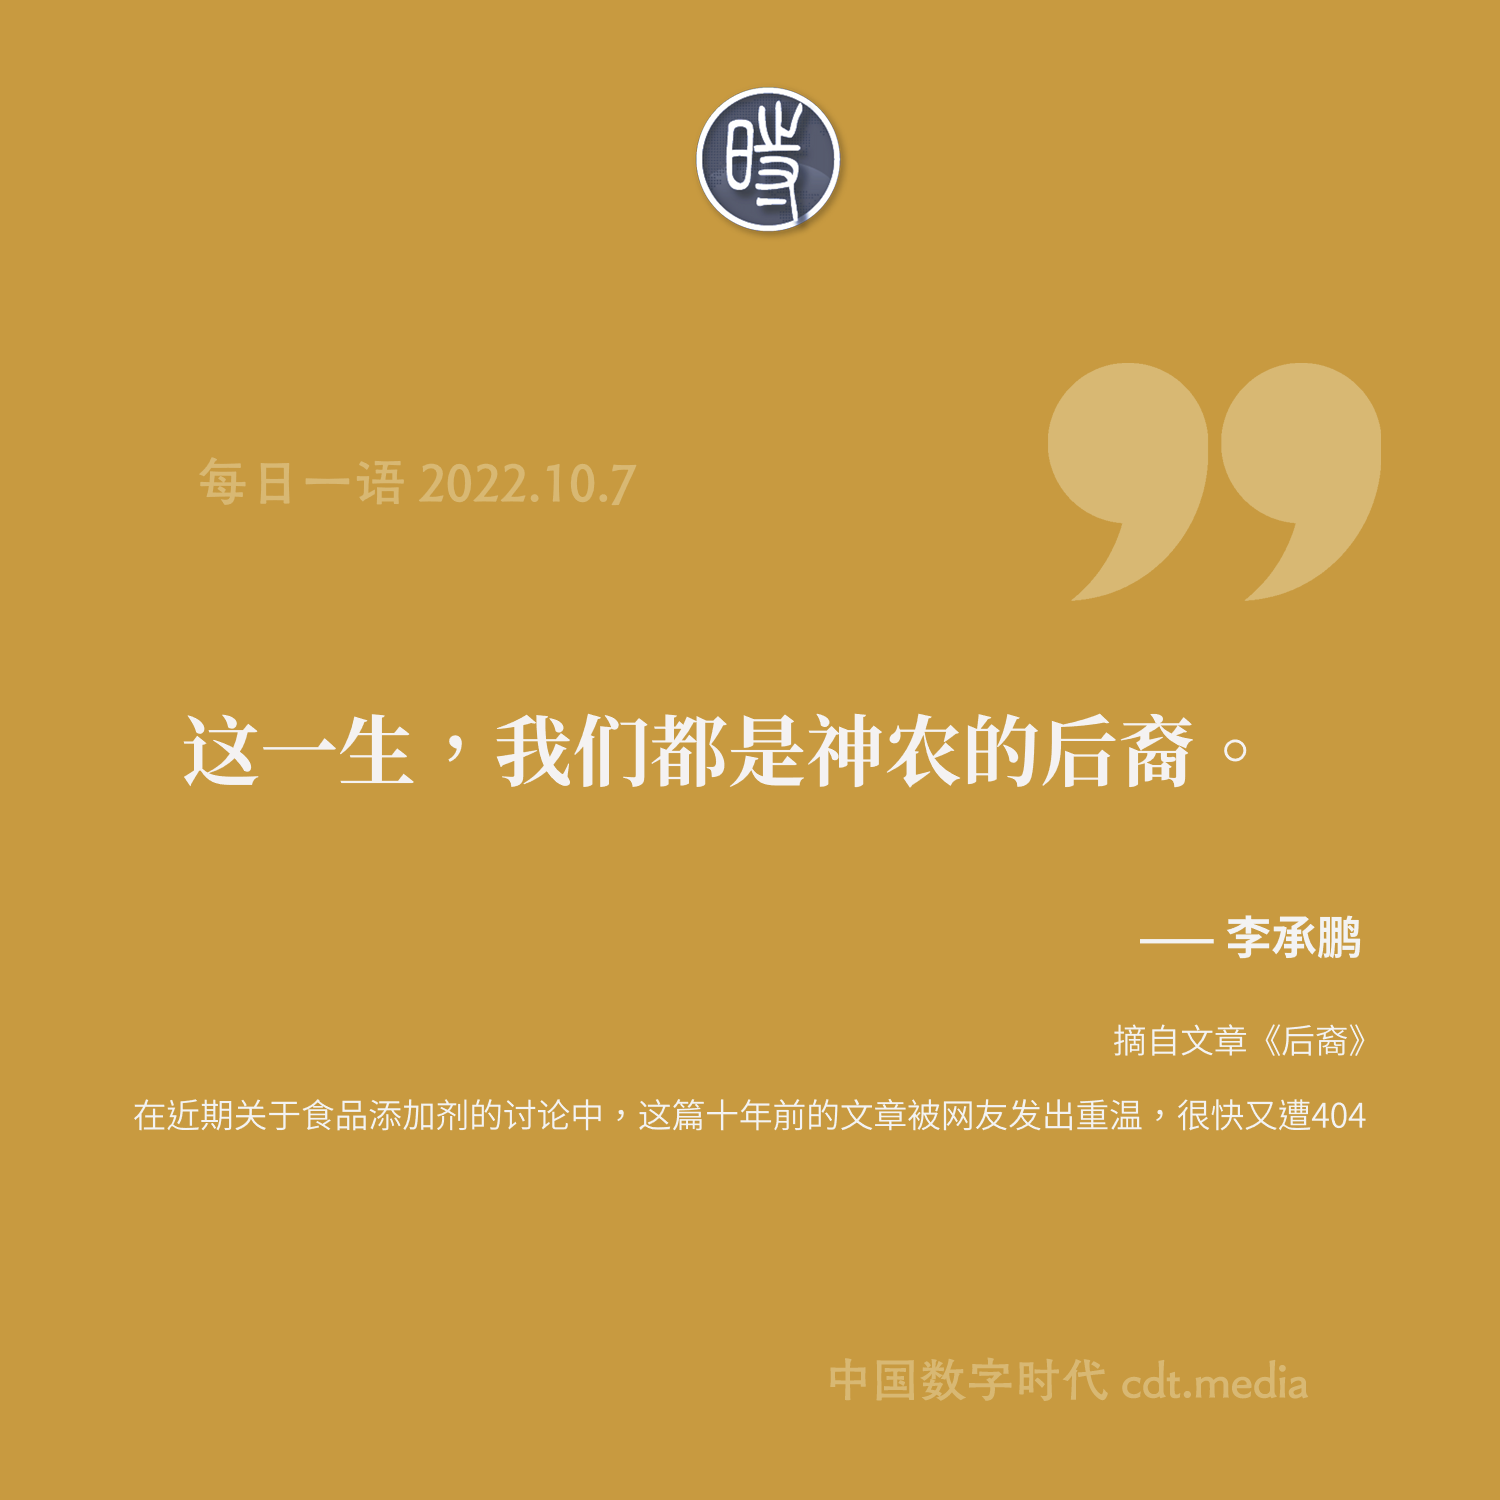 時
每日一语 2022.10.7
”
这一生，我们都是神农的后裔。
—— 李承鹏
摘自文章《后裔》
在近期关于食品添加剂的讨论中，这篇十年前的文章被网友发出重温，很快又遭404
中国数字时代 cdt.media